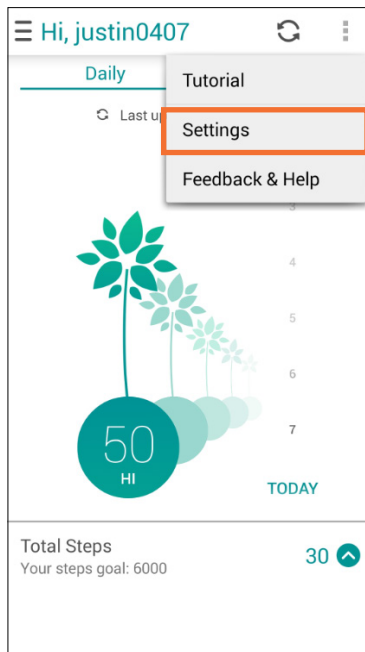 Hi, justin0407
Daily
Tutorial
Last up
Settings
Feedback & Help
3
4
5
6
7
50
HI
TODAY
Total Steps
Your steps goal: 6000
30